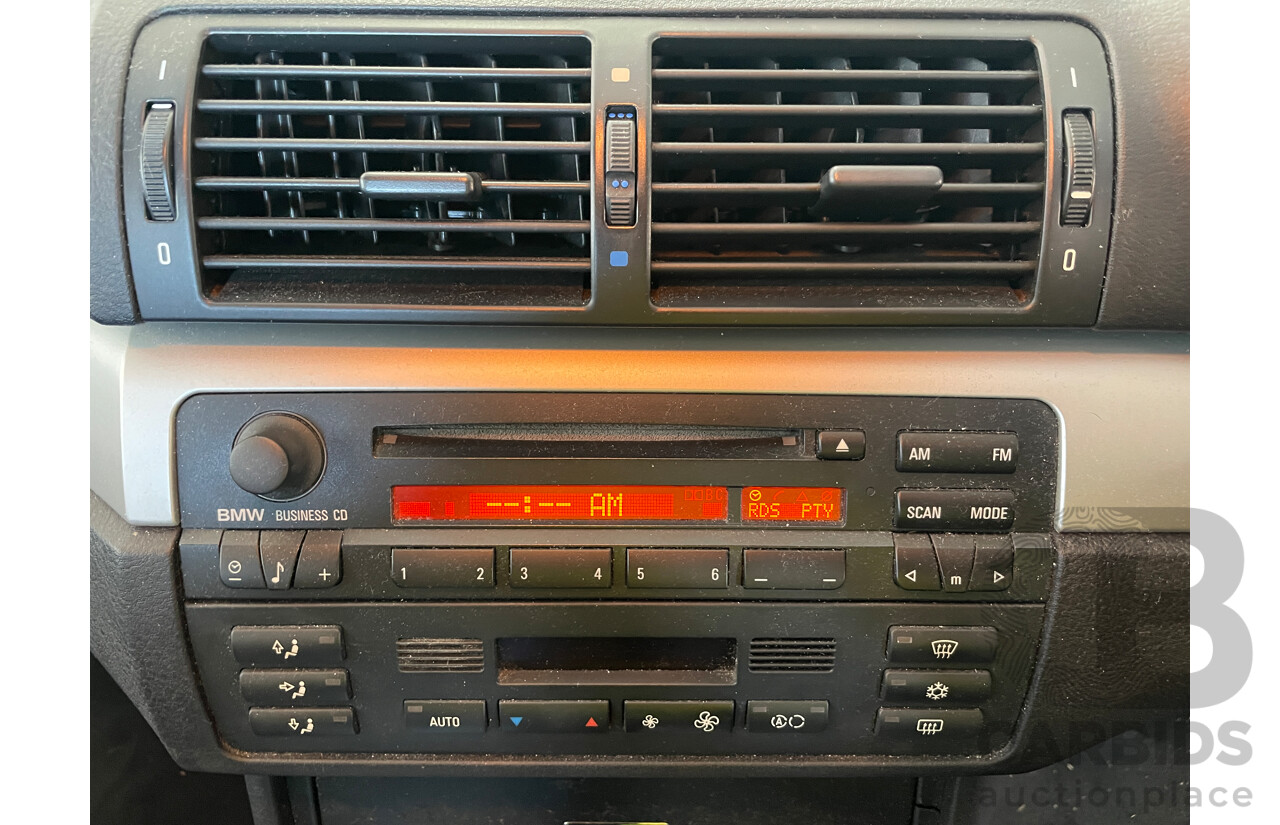 0 0
AM FM
--:-- AM
RDS PTY
SCAN MODE
BMW BUSINESS CD
1 2 3 4 5 6
+ m
AUTO
A
B
CARBIDS
auctionplace